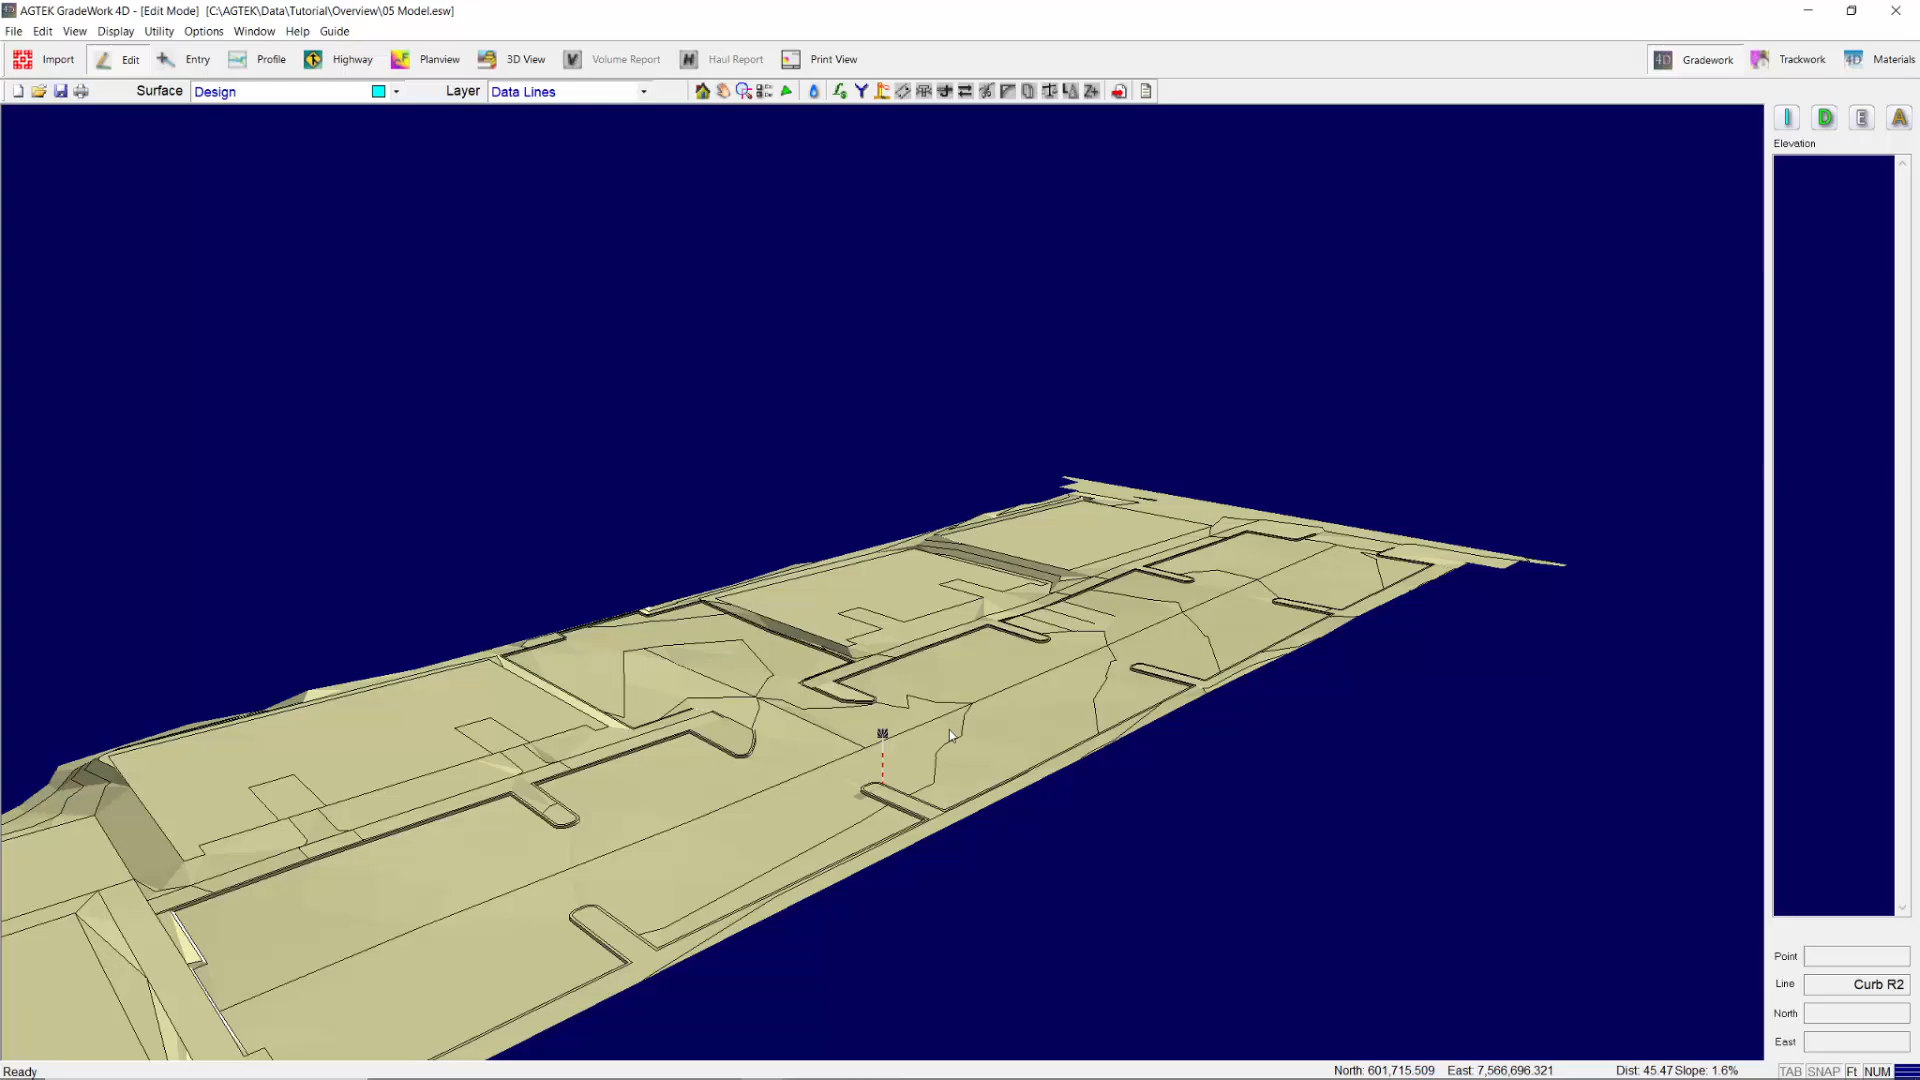 AGTEK GradeWork 4D - [Edit Mode]   [C:\AGTEK\Data\Tutorial\Overview\05 Model.esw]
File Edit View Display Utility Options Window Help Guide
Import Edit Entry Profile Highway Planview 3D View Volume Report Haul Report Print View Gradework Trackwork Materials
Surface Design Layer Data Lines
I D E A
Elevation
Point
Line Curb R2
North
East
Ready North: 601,715.509 East: 7,566,696.321 Dist: 45.47 Slope: 1.6% TAB SNAP Ft NUM